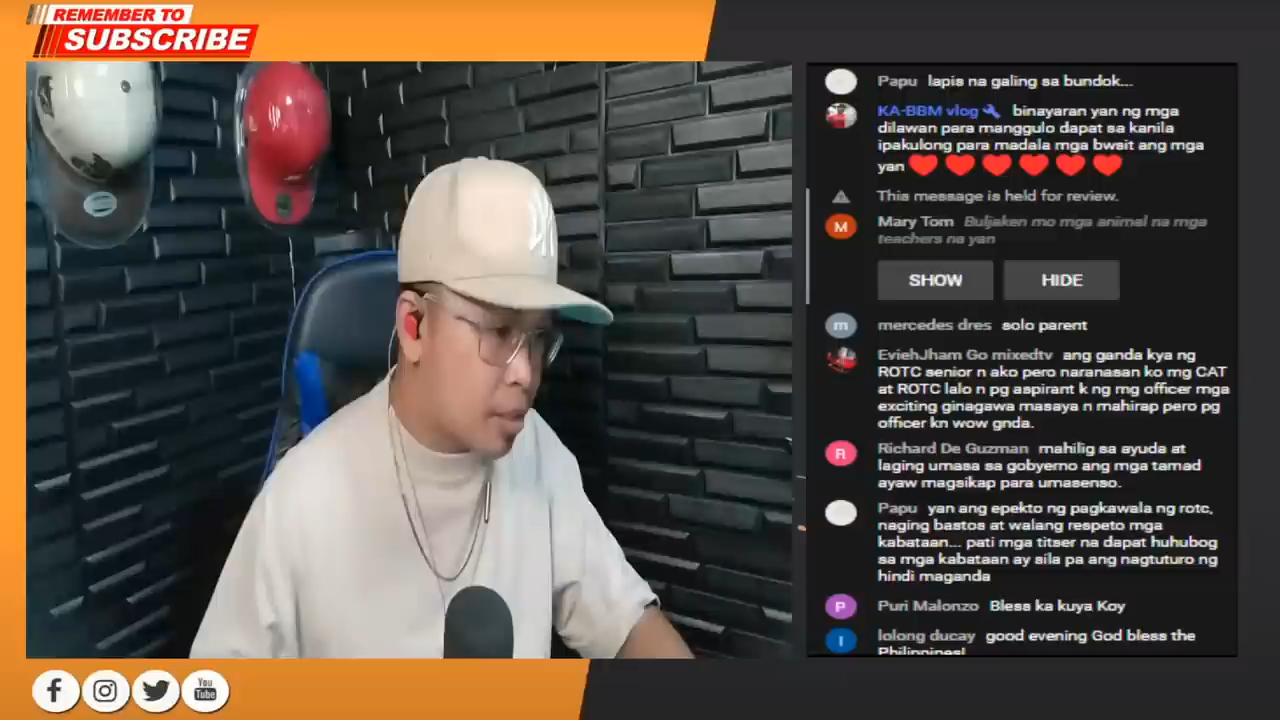 REMEMBER TO
SUBSCRIBE
Papu lapis na galing sa bundok...
KA-BBM vlog binayaran yan ng mga
dilawan para manggulo dapat sa kanila
ipakulong para madala mga bwait ang mga
yan
This message is held for review.
Mary Tom Buljaken mo mga animal na mga
teachers na yan
SHOW HIDE
mercedes dres solo parent
EviehJham Go mixedtv ang ganda kya ng
ROTC senior n ako pero naranasan ko mg CAT
at ROTC lalo n pg aspirant k ng mg officer mga
exciting ginagawa masaya n mahirap pero pg
officer kn wow gnda.
Richard De Guzman mahilig sa ayuda at
laging umasa sa gobyerno ang mga tamad
ayaw magsikap para umasenso.
Papu yan ang epekto ng pagkawala ng rotc,
naging bastos at walang respeto mga
kabataan... pati mga titser na dapat huhubog
sa mga kabataan ay sila pa ang nagtuturo ng
hindi maganda
Puri Malonzo Bless ka kuya Koy
lolong ducay good evening God bless the
Philippines!
M
m
R
P
I
You
Tube